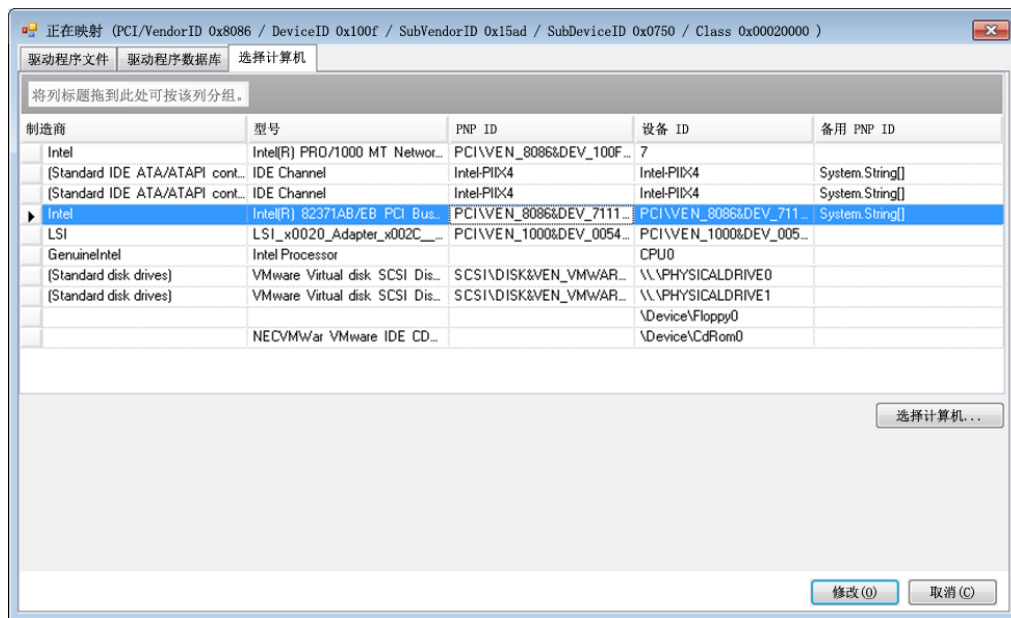 正在映射 (PCI/VendorID 0x8086 / DeviceID 0x100f / SubVendorID 0x15ad / SubDeviceID 0x0750 / Class 0x00020000 )
驱动程序文件 驱动程序数据库 选择计算机
将列标题拖到此处可按该列分组。
制造商 型号 PNP ID 设备 ID 备用 PNP ID
Intel Intel(R) PRO/1000 MT Networ... PCI\VEN_8086&DEV_100F... 7
(Standard IDE ATA/ATAPI cont... IDE Channel Intel-PIIX4 Intel-PIIX4 System.String[]
(Standard IDE ATA/ATAPI cont... IDE Channel Intel-PIIX4 Intel-PIIX4 System.String[]
Intel Intel(R) 82371AB/EB PCI Bus... PCI\VEN_8086&DEV_7111... PCI\VEN_8086&DEV_711... System.String[]
LSI LSI_x0020_Adapter_x002C__... PCI\VEN_1000&DEV_0054... PCI\VEN_1000&DEV_005...
GenuineIntel Intel Processor CPU0
(Standard disk drives) VMware Virtual disk SCSI Dis... SCSI\DISK&VEN_VMWAR... \\.\PHYSICALDRIVE0
(Standard disk drives) VMware Virtual disk SCSI Dis... SCSI\DISK&VEN_VMWAR... \\.\PHYSICALDRIVE1
\Device\Floppy0
NECVMWar VMware IDE CD... \Device\CdRom0
选择计算机...
修改(O) 取消(C)